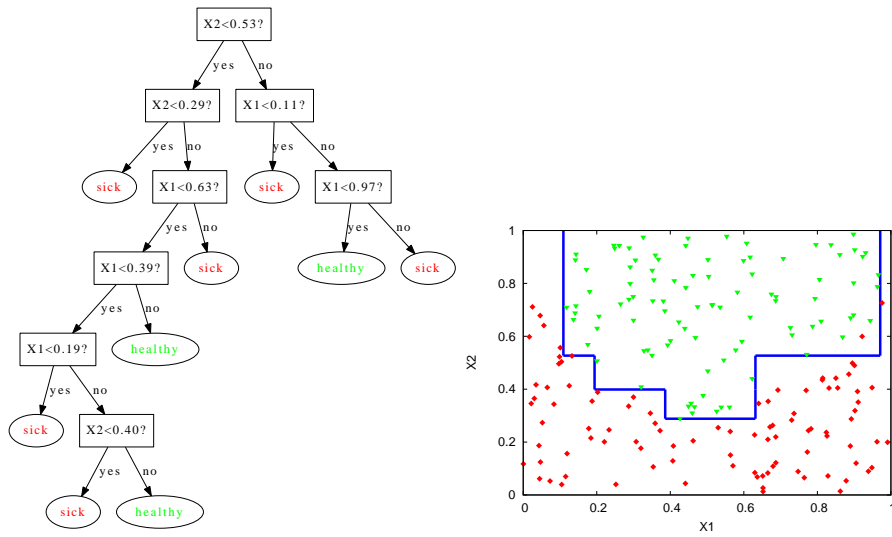 X2<0.53?
yes no
X2<0.29? X1<0.11?
yes no yes no
sick X1<0.63? sick X1<0.97?
yes no yes no
X1<0.39? sick healthy sick
yes no
X1<0.19? healthy
yes no
sick X2<0.40?
yes no
sick healthy
1
0.8
0.6
0.4
0.2
0
X2
0 0.2 0.4 0.6 0.8 1
X1